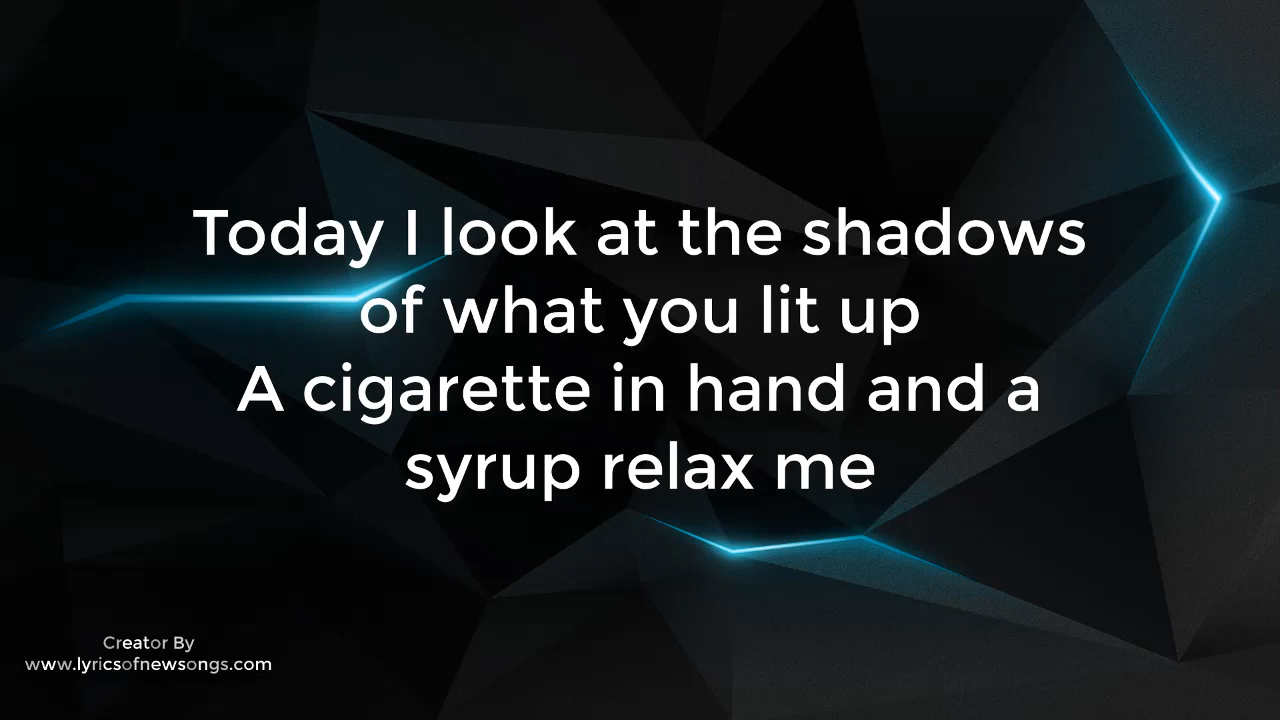 Today I look at the shadows
of what you lit up
A cigarette in hand and a
syrup relax me
Creator By
www.lyricsofnewsongs.com